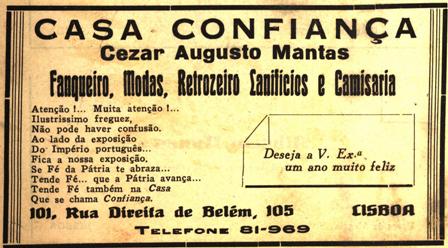 CASA CONFIANÇA
Cezar Augusto Mantas
Fanqueiro, Modas, Retrozeiro Lanificios e Camisaria
Atenção !... Muita atenção !...
Ilustrissimo freguez,
Não pode haver confusão.
Ao lado da exposição
Do Império português...
Fica a nossa exposição.
Se Fé da Pátria te abraza...
Tende Fé... que a Pátria avança...
Tende Fé também na Casa
Que se chama Confiança.
Deseja a V. Ex.ª
um ano muito feliz
101, Rua Direita de Belém, 105 LISBOA
TELEFONE 81-969